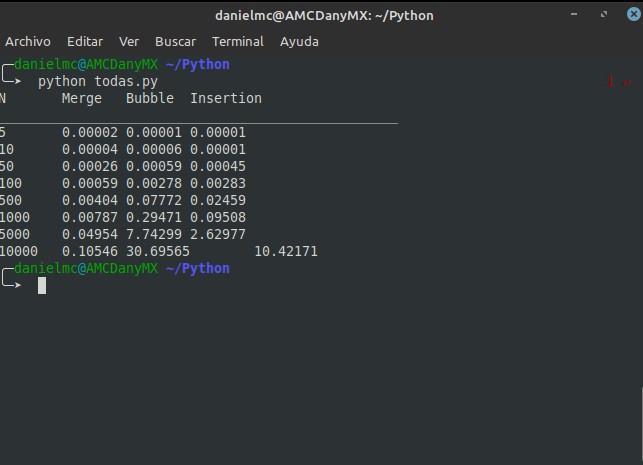 danielmc@AMCDanyMX: ~/Python
Archivo Editar Ver Buscar Terminal Ayuda
danielmc@AMCDanyMX ~/Python
python todas.py 1 ↵
N Merge Bubble Insertion
5 0.00002 0.00001 0.00001
10 0.00004 0.00006 0.00001
50 0.00026 0.00059 0.00045
100 0.00059 0.00278 0.00283
500 0.00404 0.07772 0.02459
1000 0.00787 0.29471 0.09508
5000 0.04954 7.74299 2.62977
10000 0.10546 30.69565 10.42171
danielmc@AMCDanyMX ~/Python